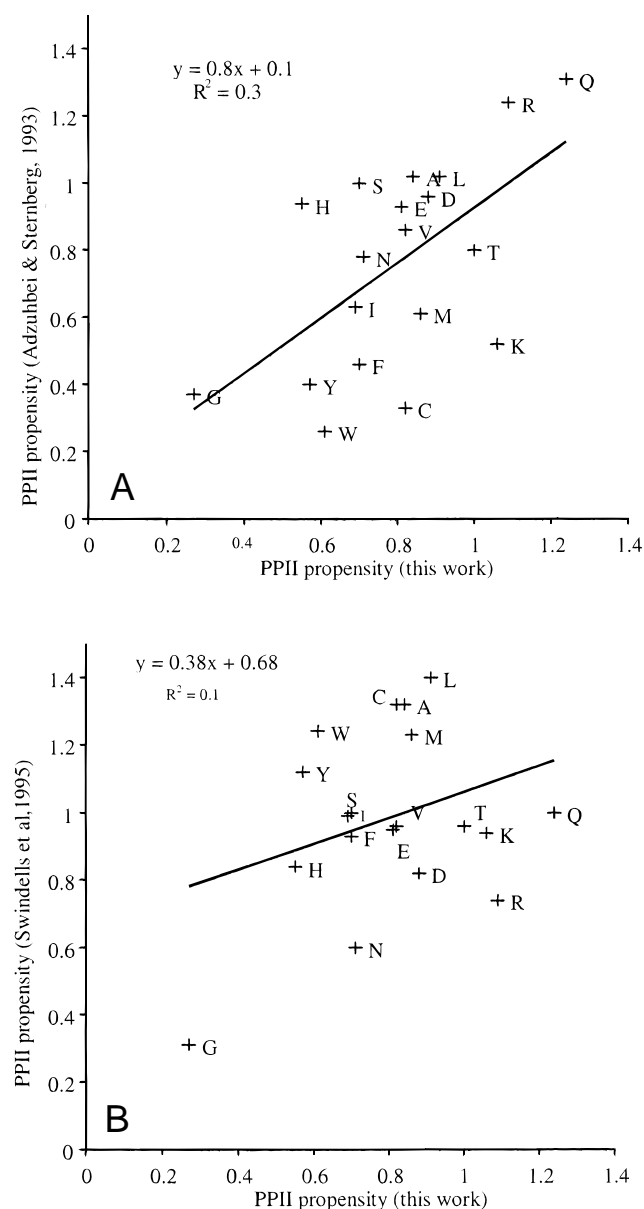 1.4
y = 0.8x + 0.1
R² = 0.3
Q
R
1.2
PPII propensity (Adzuhbei & Sternberg, 1993)
1
S
A
L
D
H
E
V
0.8
N
T
I
M
0.6
K
F
0.4
Y
G
C
W
0.2
A
0
0 0.2 0.4 0.6 0.8 1 1.2 1.4
PPII propensity (this work)
y = 0.38x + 0.68
R² = 0.1
1.4
L
C
A
W
M
1.2
Y
PPII propensity (Swindells et al,1995)
1
S
I
V
T
Q
F
K
E
0.8
H
D
R
0.6
N
0.4
G
0.2
B
0
0 0.2 0.4 0.6 0.8 1 1.2 1.4
PPII propensity (this work)